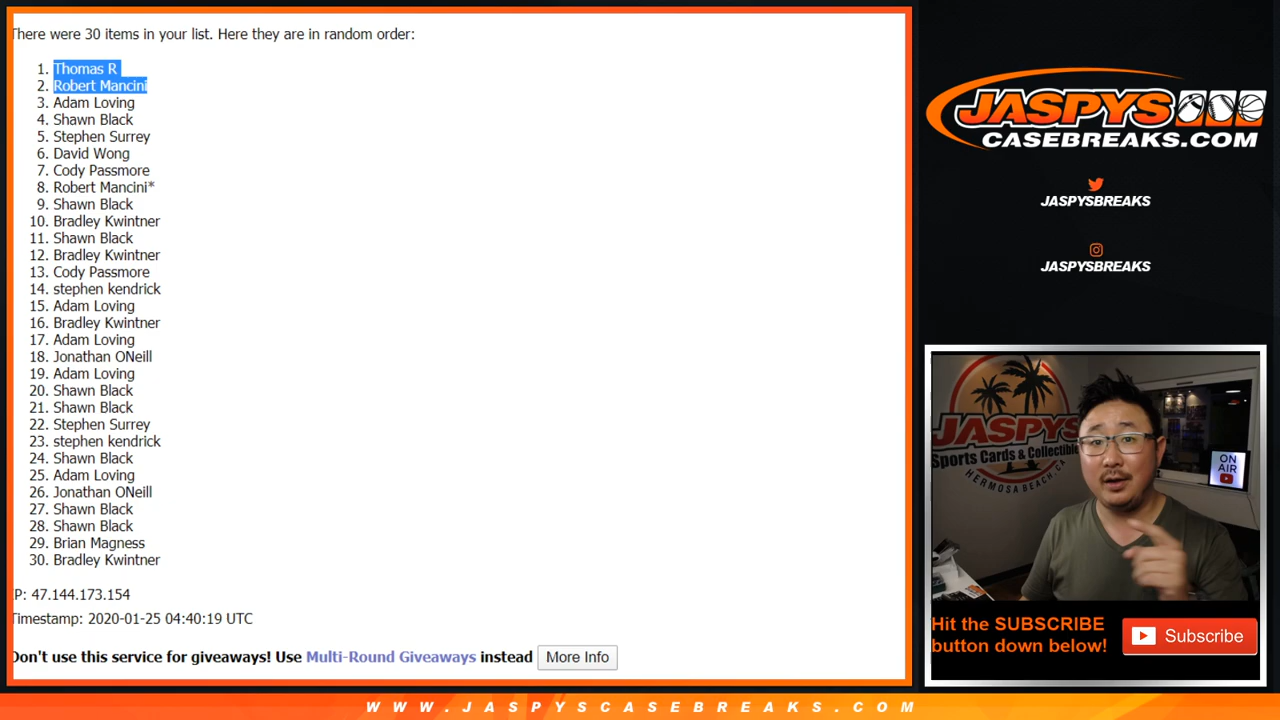 There were 30 items in your list. Here they are in random order:
1. Thomas R
2. Robert Mancini
3. Adam Loving
4. Shawn Black
5. Stephen Surrey
6. David Wong
7. Cody Passmore
8. Robert Mancini*
9. Shawn Black
10. Bradley Kwintner
11. Shawn Black
12. Bradley Kwintner
13. Cody Passmore
14. stephen kendrick
15. Adam Loving
16. Bradley Kwintner
17. Adam Loving
18. Jonathan ONeill
19. Adam Loving
20. Shawn Black
21. Shawn Black
22. Stephen Surrey
23. stephen kendrick
24. Shawn Black
25. Adam Loving
26. Jonathan ONeill
27. Shawn Black
28. Shawn Black
29. Brian Magness
30. Bradley Kwintner
IP: 47.144.173.154
Timestamp: 2020-01-25 04:40:19 UTC
Don't use this service for giveaways! Use Multi-Round Giveaways instead More Info
JASPYS
CASEBREAKS.COM
JASPYSBREAKS
JASPYSBREAKS
JASPYS
Sports Cards & Collectible
HERMOSA BEACH, CA
ON
AIR
Hit the SUBSCRIBE
button down below!
Subscribe
WWW.JASPYSCASEBREAKS.COM